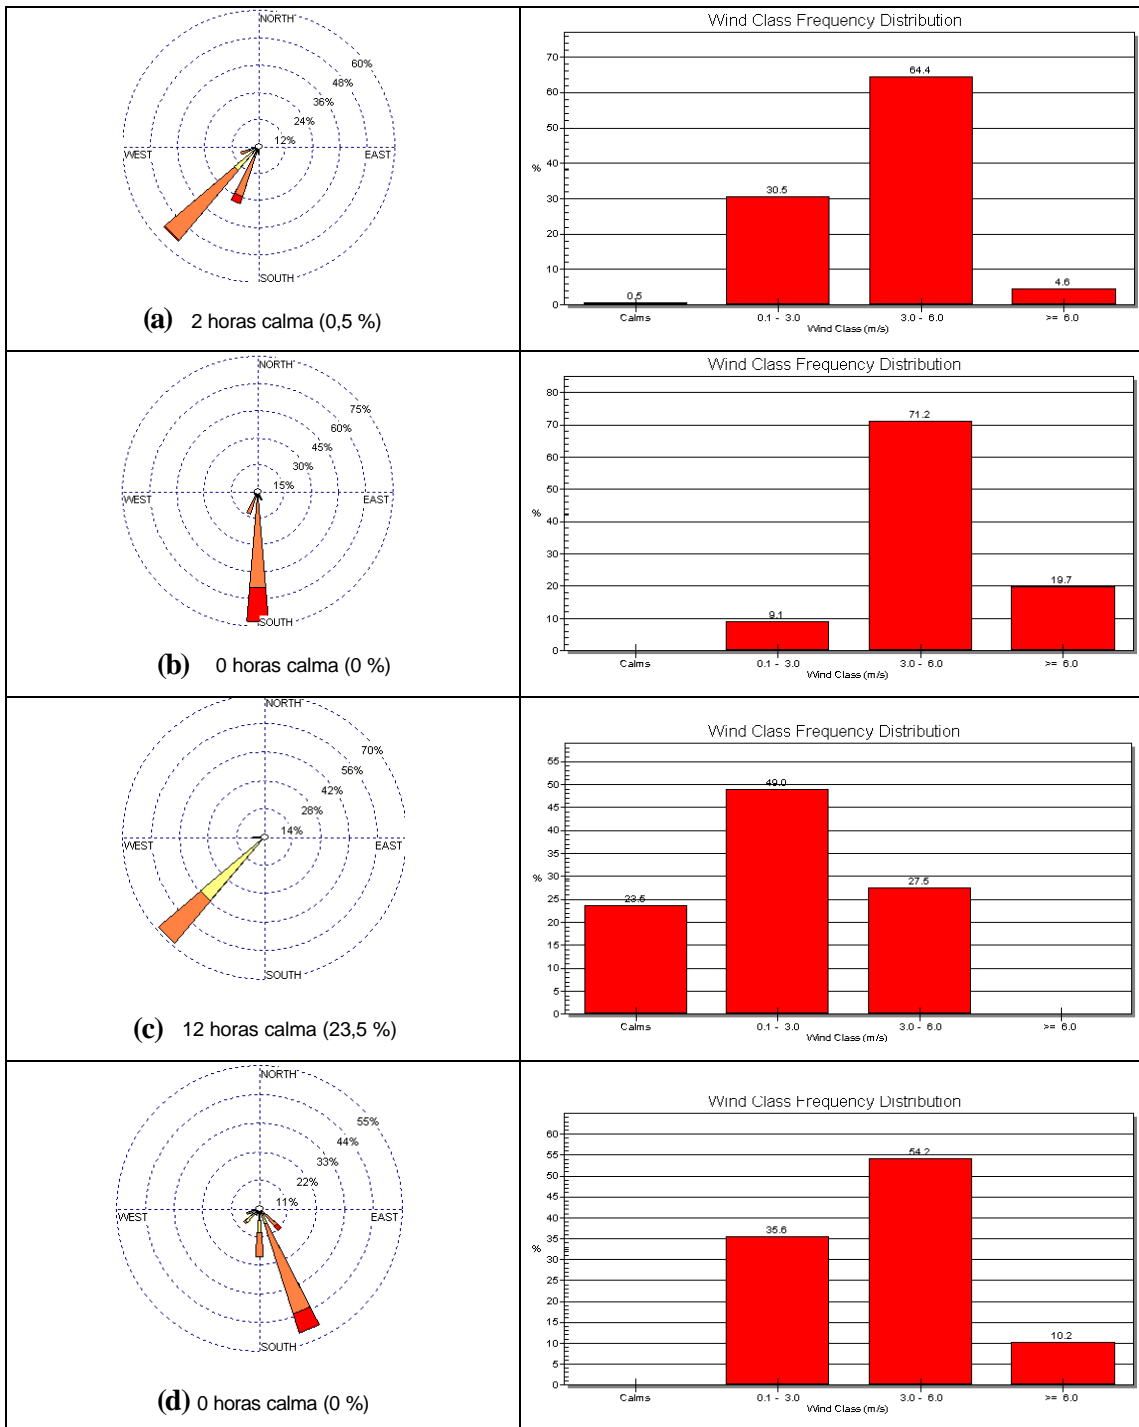 NORTH
60%
48%
36%
24%
12%
WEST
EAST
SOUTH
(a) 2 horas calma (0,5 %)
Wind Class Frequency Distribution
70
60
50
40
30
20
10
0
%
0.5
30.5
64.4
4.6
Calms
0.1 - 3.0
3.0 - 6.0
>= 6.0
Wind Class (m/s)
NORTH
75%
60%
45%
30%
15%
WEST
EAST
SOUTH
(b) 0 horas calma (0 %)
Wind Class Frequency Distribution
80
70
60
50
40
30
20
10
0
%
9.1
71.2
19.7
Calms
0.1 - 3.0
3.0 - 6.0
>= 6.0
Wind Class (m/s)
NORTH
70%
56%
42%
28%
14%
WEST
EAST
SOUTH
(c) 12 horas calma (23,5 %)
Wind Class Frequency Distribution
55
50
45
40
35
30
25
20
15
10
5
0
%
23.5
49.0
27.5
Calms
0.1 - 3.0
3.0 - 6.0
>= 6.0
Wind Class (m/s)
NORTH
55%
44%
33%
22%
11%
WEST
EAST
SOUTH
(d) 0 horas calma (0 %)
Wind Class Frequency Distribution
60
55
50
45
40
35
30
25
20
15
10
5
0
%
35.6
54.2
10.2
Calms
0.1 - 3.0
3.0 - 6.0
>= 6.0
Wind Class (m/s)